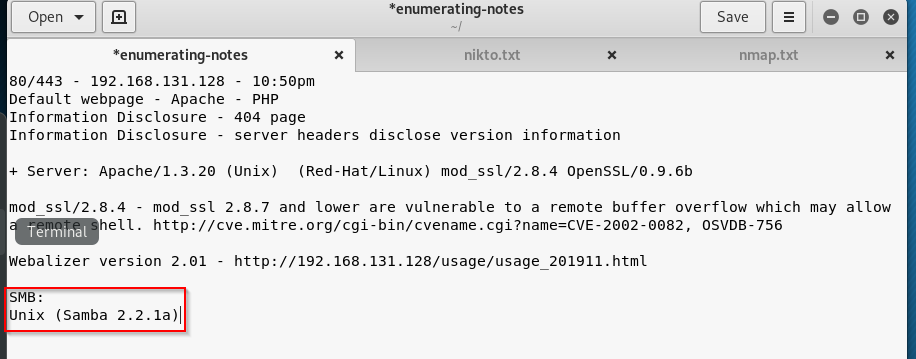 Open
*enumerating-notes
~/
Save
*enumerating-notes
nikto.txt
nmap.txt
80/443 - 192.168.131.128 - 10:50pm
Default webpage - Apache - PHP
Information Disclosure - 404 page
Information Disclosure - server headers disclose version information
+ Server: Apache/1.3.20 (Unix)  (Red-Hat/Linux) mod_ssl/2.8.4 OpenSSL/0.9.6b
mod_ssl/2.8.4 - mod_ssl 2.8.7 and lower are vulnerable to a remote buffer overflow which may allow
a remote shell. http://cve.mitre.org/cgi-bin/cvename.cgi?name=CVE-2002-0082, OSVDB-756
Terminal
Webalizer version 2.01 - http://192.168.131.128/usage/usage_201911.html
SMB:
Unix (Samba 2.2.1a)